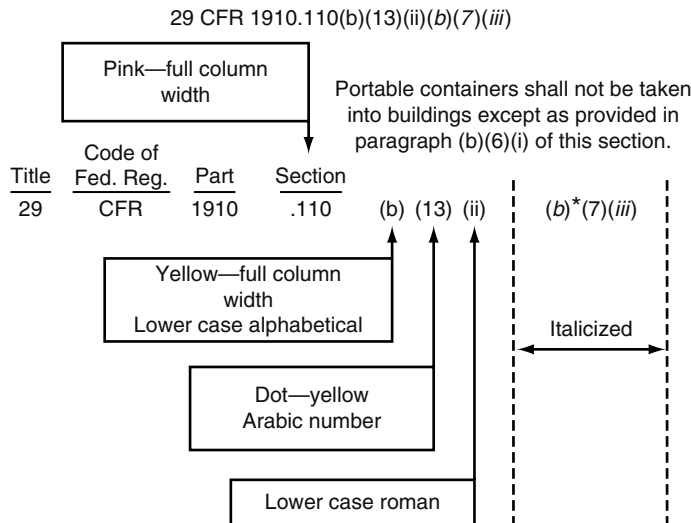 29 CFR 1910.110(b)(13)(ii)(b)(7)(iii)
Pink—full column
width
Portable containers shall not be taken
into buildings except as provided in
paragraph (b)(6)(i) of this section.
Title
Code of
Fed. Reg.
Part
Section
29 CFR 1910 .110 (b) (13) (ii) (b)*(7)(iii)
Yellow—full column
width
Lower case alphabetical
Italicized
Dot—yellow
Arabic number
Lower case roman